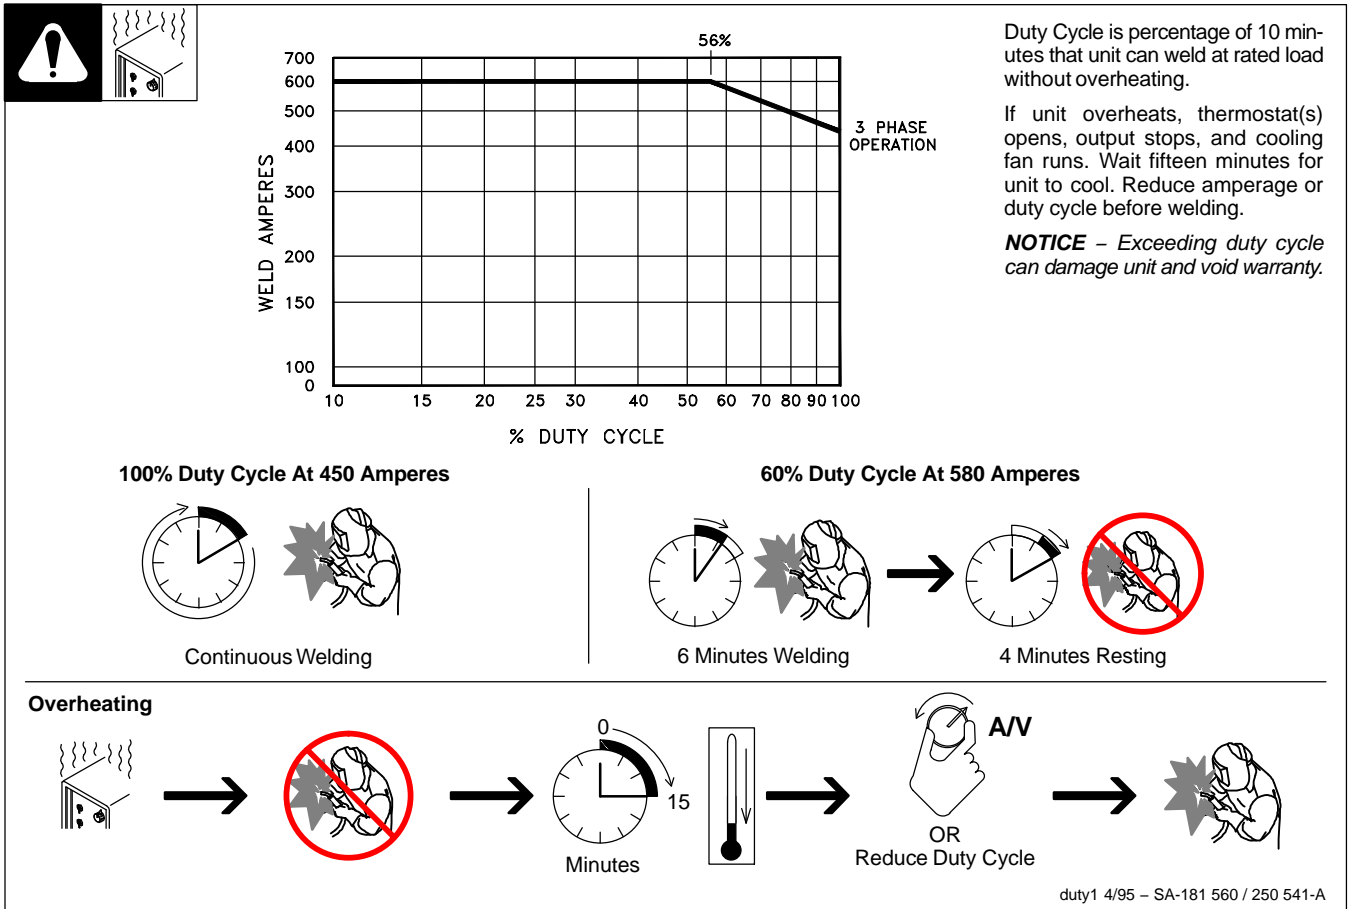 56%
700
600
500
400
300
200
150
100
0
WELD AMPERES
10 15 20 25 30 40 50 60 70 80 90 100
% DUTY CYCLE
3 PHASE
OPERATION
Duty Cycle is percentage of 10 min-
utes that unit can weld at rated load
without overheating.
If unit overheats, thermostat(s)
opens, output stops, and cooling
fan runs. Wait fifteen minutes for
unit to cool. Reduce amperage or
duty cycle before welding.
NOTICE – Exceeding duty cycle
can damage unit and void warranty.
100% Duty Cycle At 450 Amperes
Continuous Welding
60% Duty Cycle At 580 Amperes
6 Minutes Welding
4 Minutes Resting
Overheating
0
15
Minutes
A/V
OR
Reduce Duty Cycle
duty1 4/95 – SA-181 560 / 250 541-A